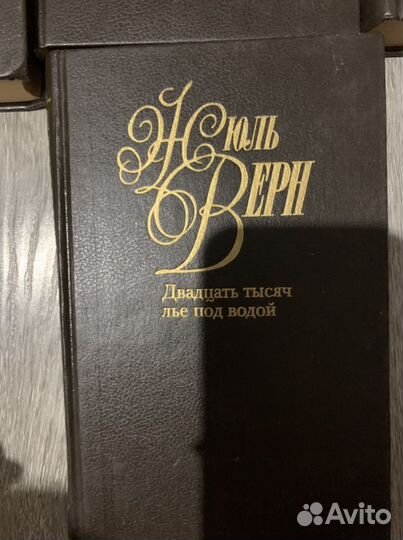 Жюль
Верн
Двадцать тысяч
лье под водой
Avito